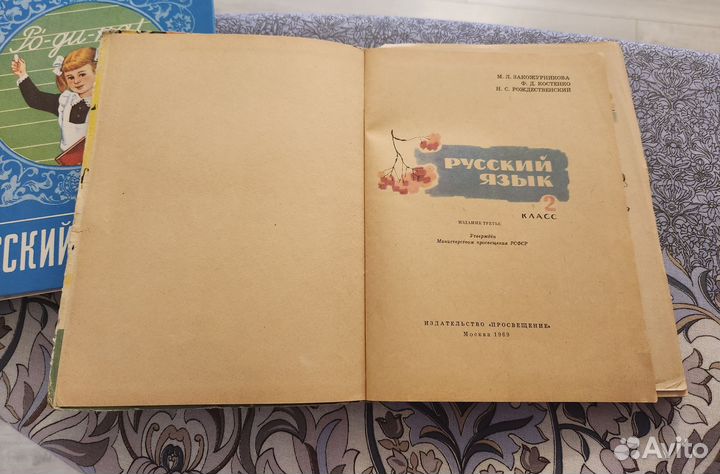 Ро-ди-на!
СКИЙ
М. Л. ЗАКОЖУРНИКОВА
Ф. Д. КОСТЕНКО
Н. С. РОЖДЕСТВЕНСКИЙ
РУССКИЙ
ЯЗЫК
2
КЛАСС
ИЗДАНИЕ ТРЕТЬЕ
Утверждён
Министерством просвещения РСФСР
ИЗДАТЕЛЬСТВО «ПРОСВЕЩЕНИЕ»
Москва 1969
Avito